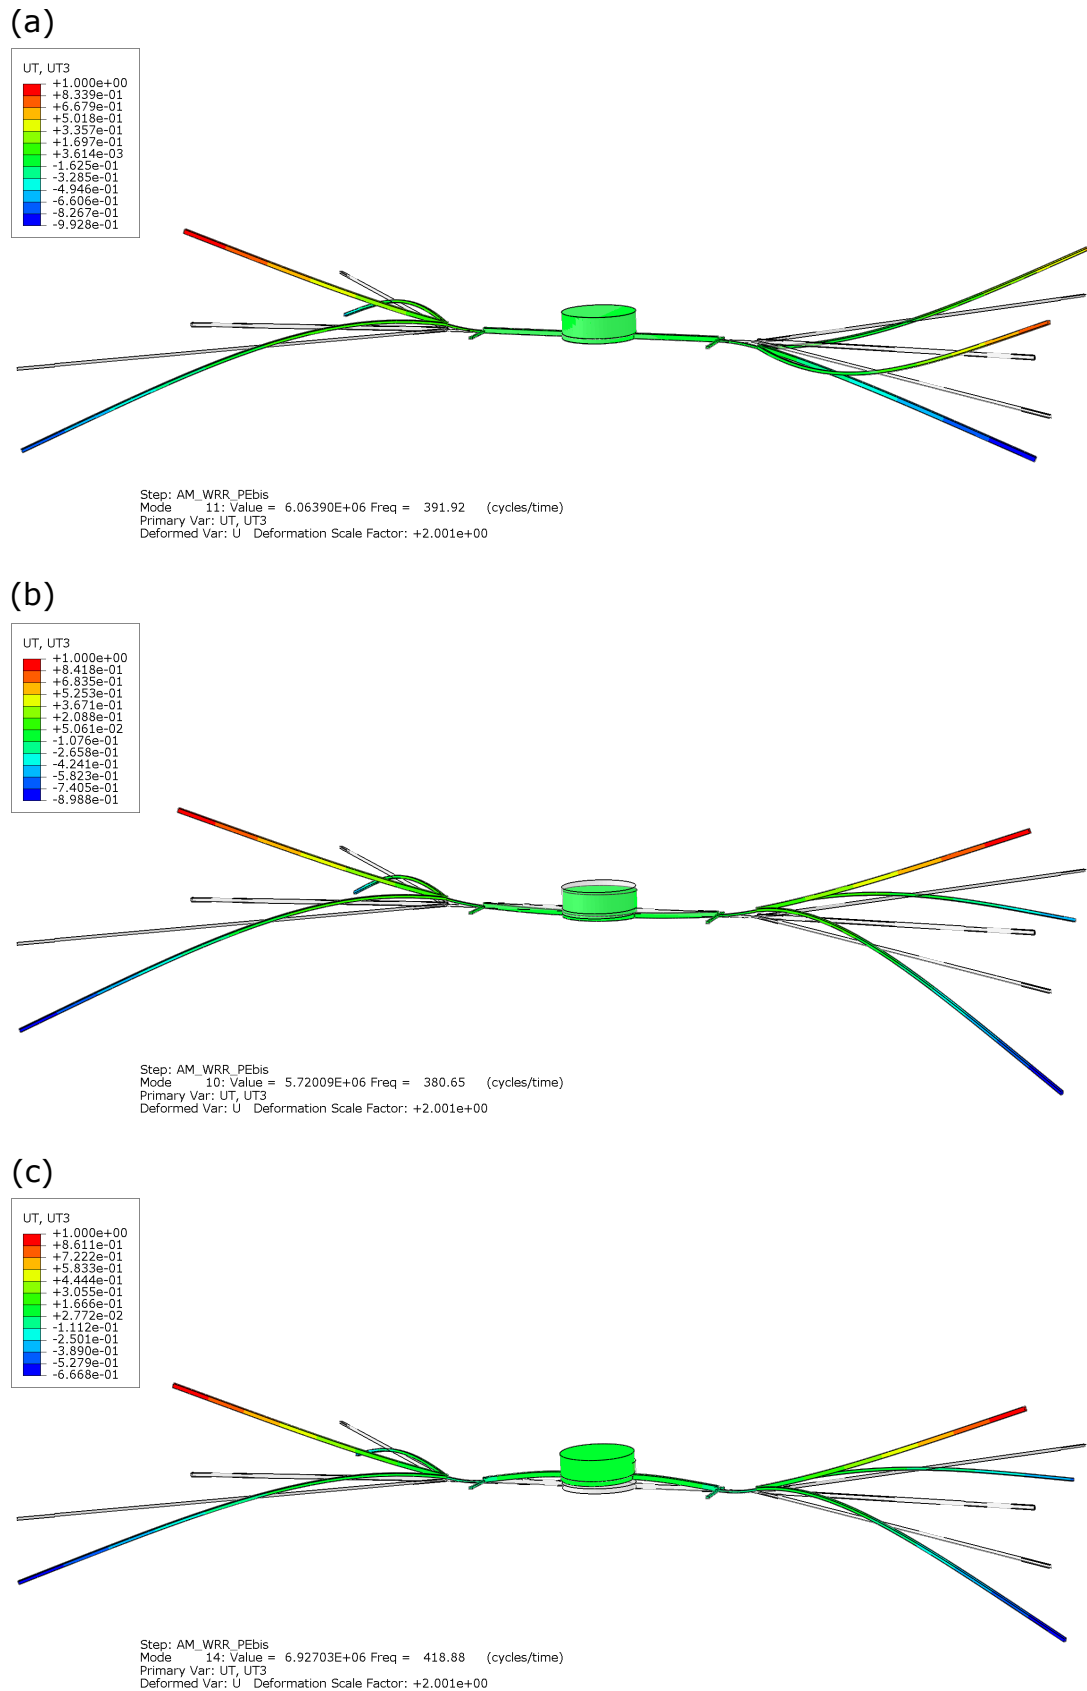 (a)
UT, UT3
+1.000e+00
+8.339e-01
+6.679e-01
+5.018e-01
+3.357e-01
+1.697e-01
+3.614e-03
-1.625e-01
-3.285e-01
-4.946e-01
-6.606e-01
-8.267e-01
-9.928e-01
Step: AM_WRR_PEbis
Mode 11: Value = 6.06390E+06 Freq = 391.92 (cycles/time)
Primary Var: UT, UT3
Deformed Var: U Deformation Scale Factor: +2.001e+00
(b)
UT, UT3
+1.000e+00
+8.418e-01
+6.835e-01
+5.253e-01
+3.671e-01
+2.088e-01
+5.061e-02
-1.076e-01
-2.658e-01
-4.241e-01
-5.823e-01
-7.405e-01
-8.988e-01
Step: AM_WRR_PEbis
Mode 10: Value = 5.72009E+06 Freq = 380.65 (cycles/time)
Primary Var: UT, UT3
Deformed Var: U Deformation Scale Factor: +2.001e+00
(c)
UT, UT3
+1.000e+00
+8.611e-01
+7.222e-01
+5.833e-01
+4.444e-01
+3.055e-01
+1.666e-01
+2.772e-02
-1.112e-01
-2.501e-01
-3.890e-01
-5.279e-01
-6.668e-01
Step: AM_WRR_PEbis
Mode 14: Value = 6.92703E+06 Freq = 418.88 (cycles/time)
Primary Var: UT, UT3
Deformed Var: U Deformation Scale Factor: +2.001e+00